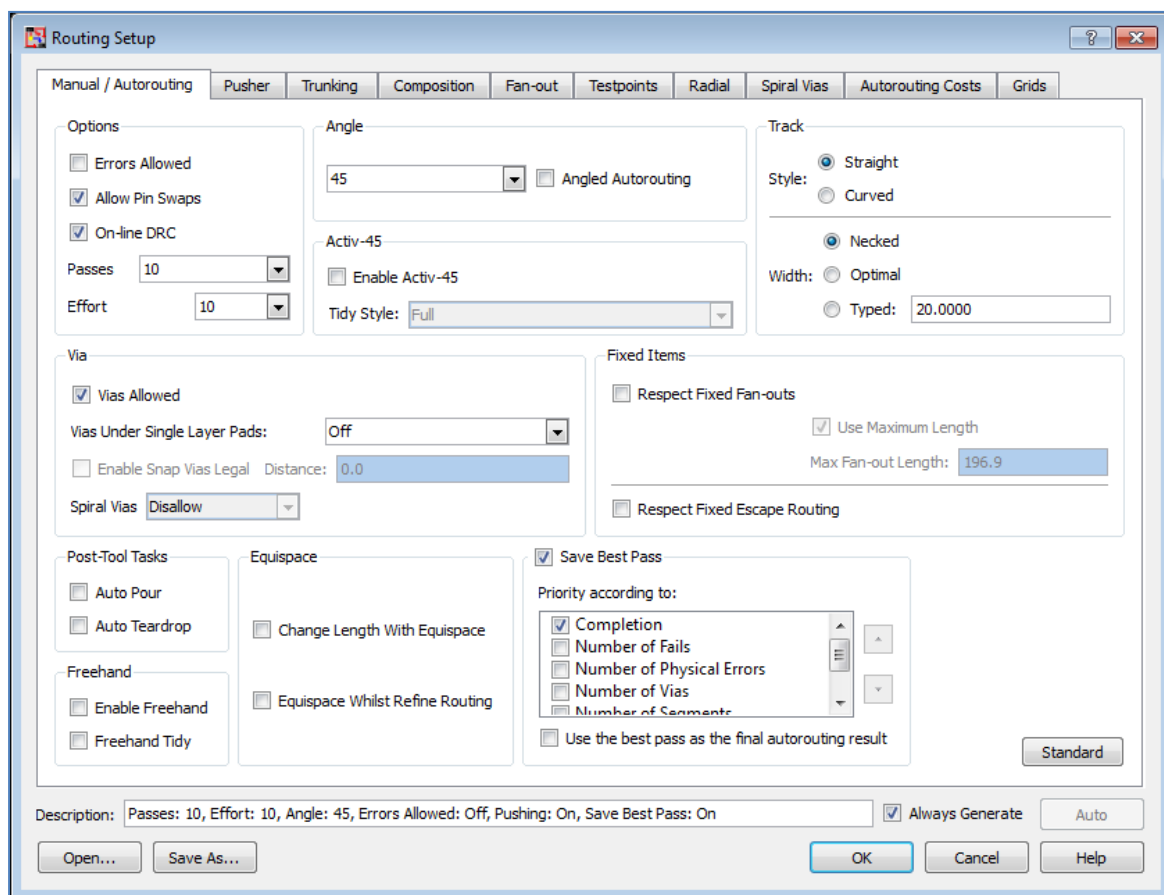 Routing Setup
Manual / Autorouting Pusher Trunking Composition Fan-out Testpoints Radial Spiral Vias Autorouting Costs Grids
Options
Errors Allowed
Allow Pin Swaps
On-line DRC
Passes 10
Effort 10
Angle
45 Angled Autorouting
Activ-45
Enable Activ-45
Tidy Style: Full
Track
Style: Straight
Curved
Width: Necked
Optimal
Typed: 20.0000
Via
Vias Allowed
Vias Under Single Layer Pads: Off
Enable Snap Vias Legal Distance: 0.0
Spiral Vias Disallow
Fixed Items
Respect Fixed Fan-outs
Use Maximum Length
Max Fan-out Length: 196.9
Respect Fixed Escape Routing
Post-Tool Tasks
Auto Pour
Auto Teardrop
Freehand
Enable Freehand
Freehand Tidy
Equispace
Change Length With Equispace
Equispace Whilst Refine Routing
Save Best Pass
Priority according to:
Completion
Number of Fails
Number of Physical Errors
Number of Vias
Number of Segments
Use the best pass as the final autorouting result
Standard
Description: Passes: 10, Effort: 10, Angle: 45, Errors Allowed: Off, Pushing: On, Save Best Pass: On Always Generate Auto
Open... Save As... OK Cancel Help